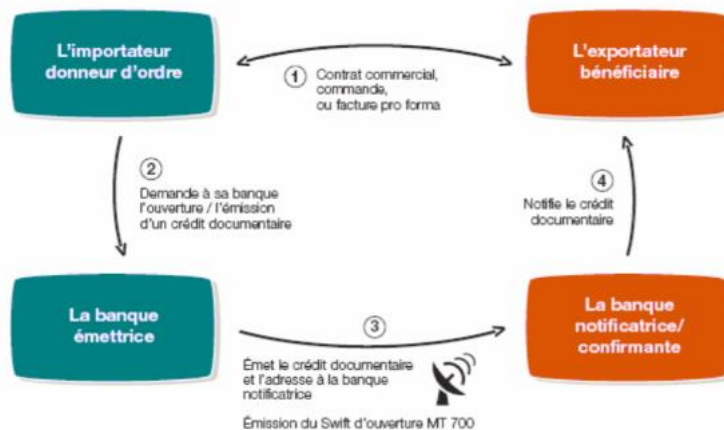 L'importateur
donneur d'ordre
L'exportateur
bénéficiaire
1
Contrat commercial,
commande,
ou facture pro forma
2
Demande à sa banque
l'ouverture / l'émission
d'un crédit documentaire
4
Notifie le crédit
documentaire
La banque
émettrice
La banque
notificatrice/
confirmante
3
Émet le crédit documentaire
et l'adresse à la banque
notificatrice
Émission du Swift d'ouverture MT 700